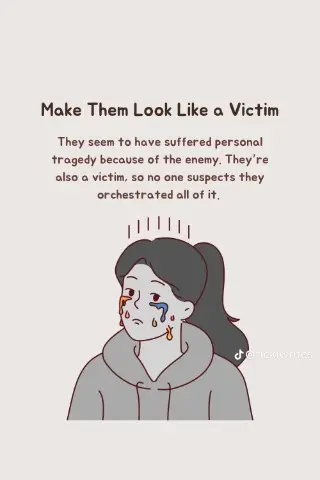 Make Them Look Like a Victim
They seem to have suffered personal
tragedy because of the enemy. They're
also a victim, so no one suspects they
orchestrated all of it.